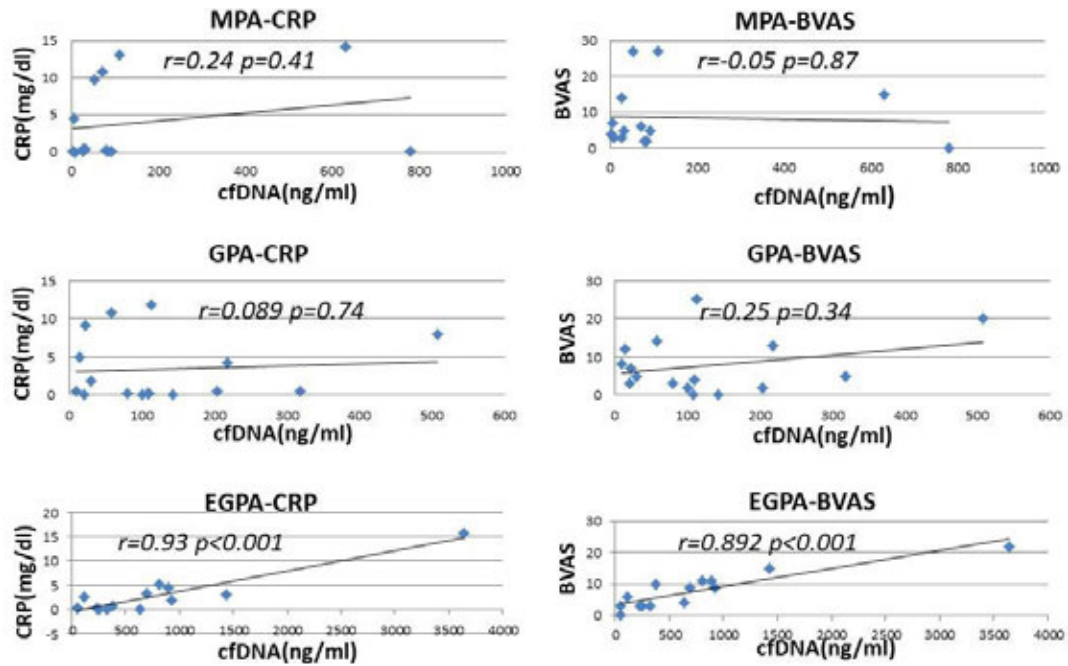 MPA-CRP
15
10
5
0
CRP(mg/dl)
r=0.24 p=0.41
0 200 400 600 800 1000
cfDNA(ng/ml)
MPA-BVAS
30
20
10
0
BVAS
r=-0.05 p=0.87
0 200 400 600 800 1000
cfDNA(ng/ml)
GPA-CRP
15
10
5
0
CRP(mg/dl)
r=0.089 p=0.74
0 100 200 300 400 500 600
cfDNA(ng/ml)
GPA-BVAS
30
20
10
0
BVAS
r=0.25 p=0.34
0 100 200 300 400 500 600
cfDNA(ng/ml)
EGPA-CRP
20
15
10
5
0
-5
CRP(mg/dl)
r=0.93 p<0.001
0 500 1000 1500 2000 2500 3000 3500 4000
cfDNA(ng/ml)
EGPA-BVAS
30
20
10
0
BVAS
r=0.892 p<0.001
0 500 1000 1500 2000 2500 3000 3500 4000
cfDNA(ng/ml)